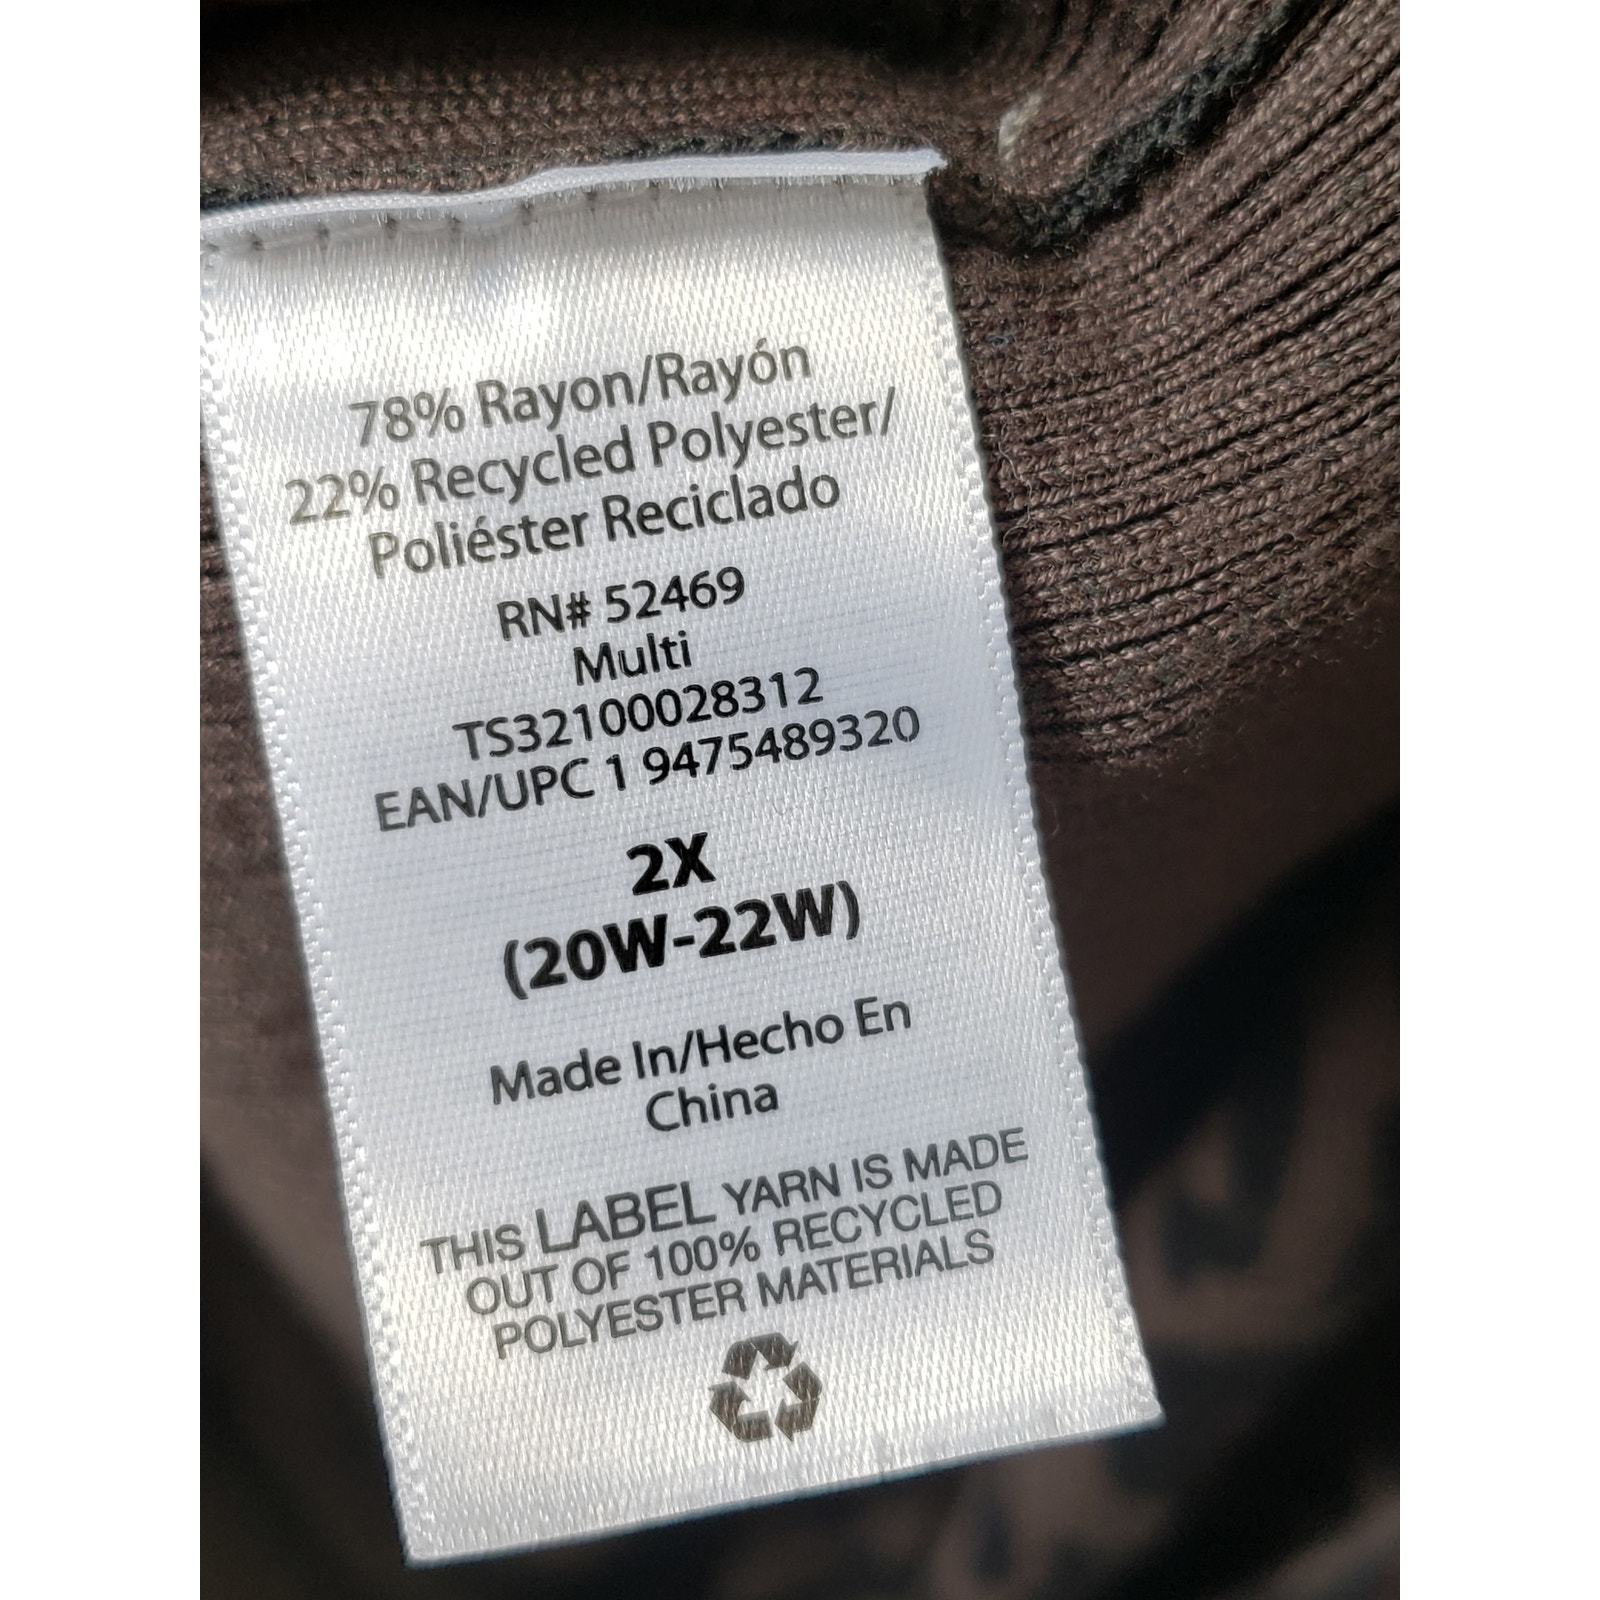 78% Rayon/Rayón
22% Recycled Polyester/
Poliéster Reciclado
RN# 52469
Multi
TS32100028312
EAN/UPC 1 9475489320
2X
(20W-22W)
Made In/Hecho En
China
THIS LABEL YARN IS MADE
OUT OF 100% RECYCLED
POLYESTER MATERIALS